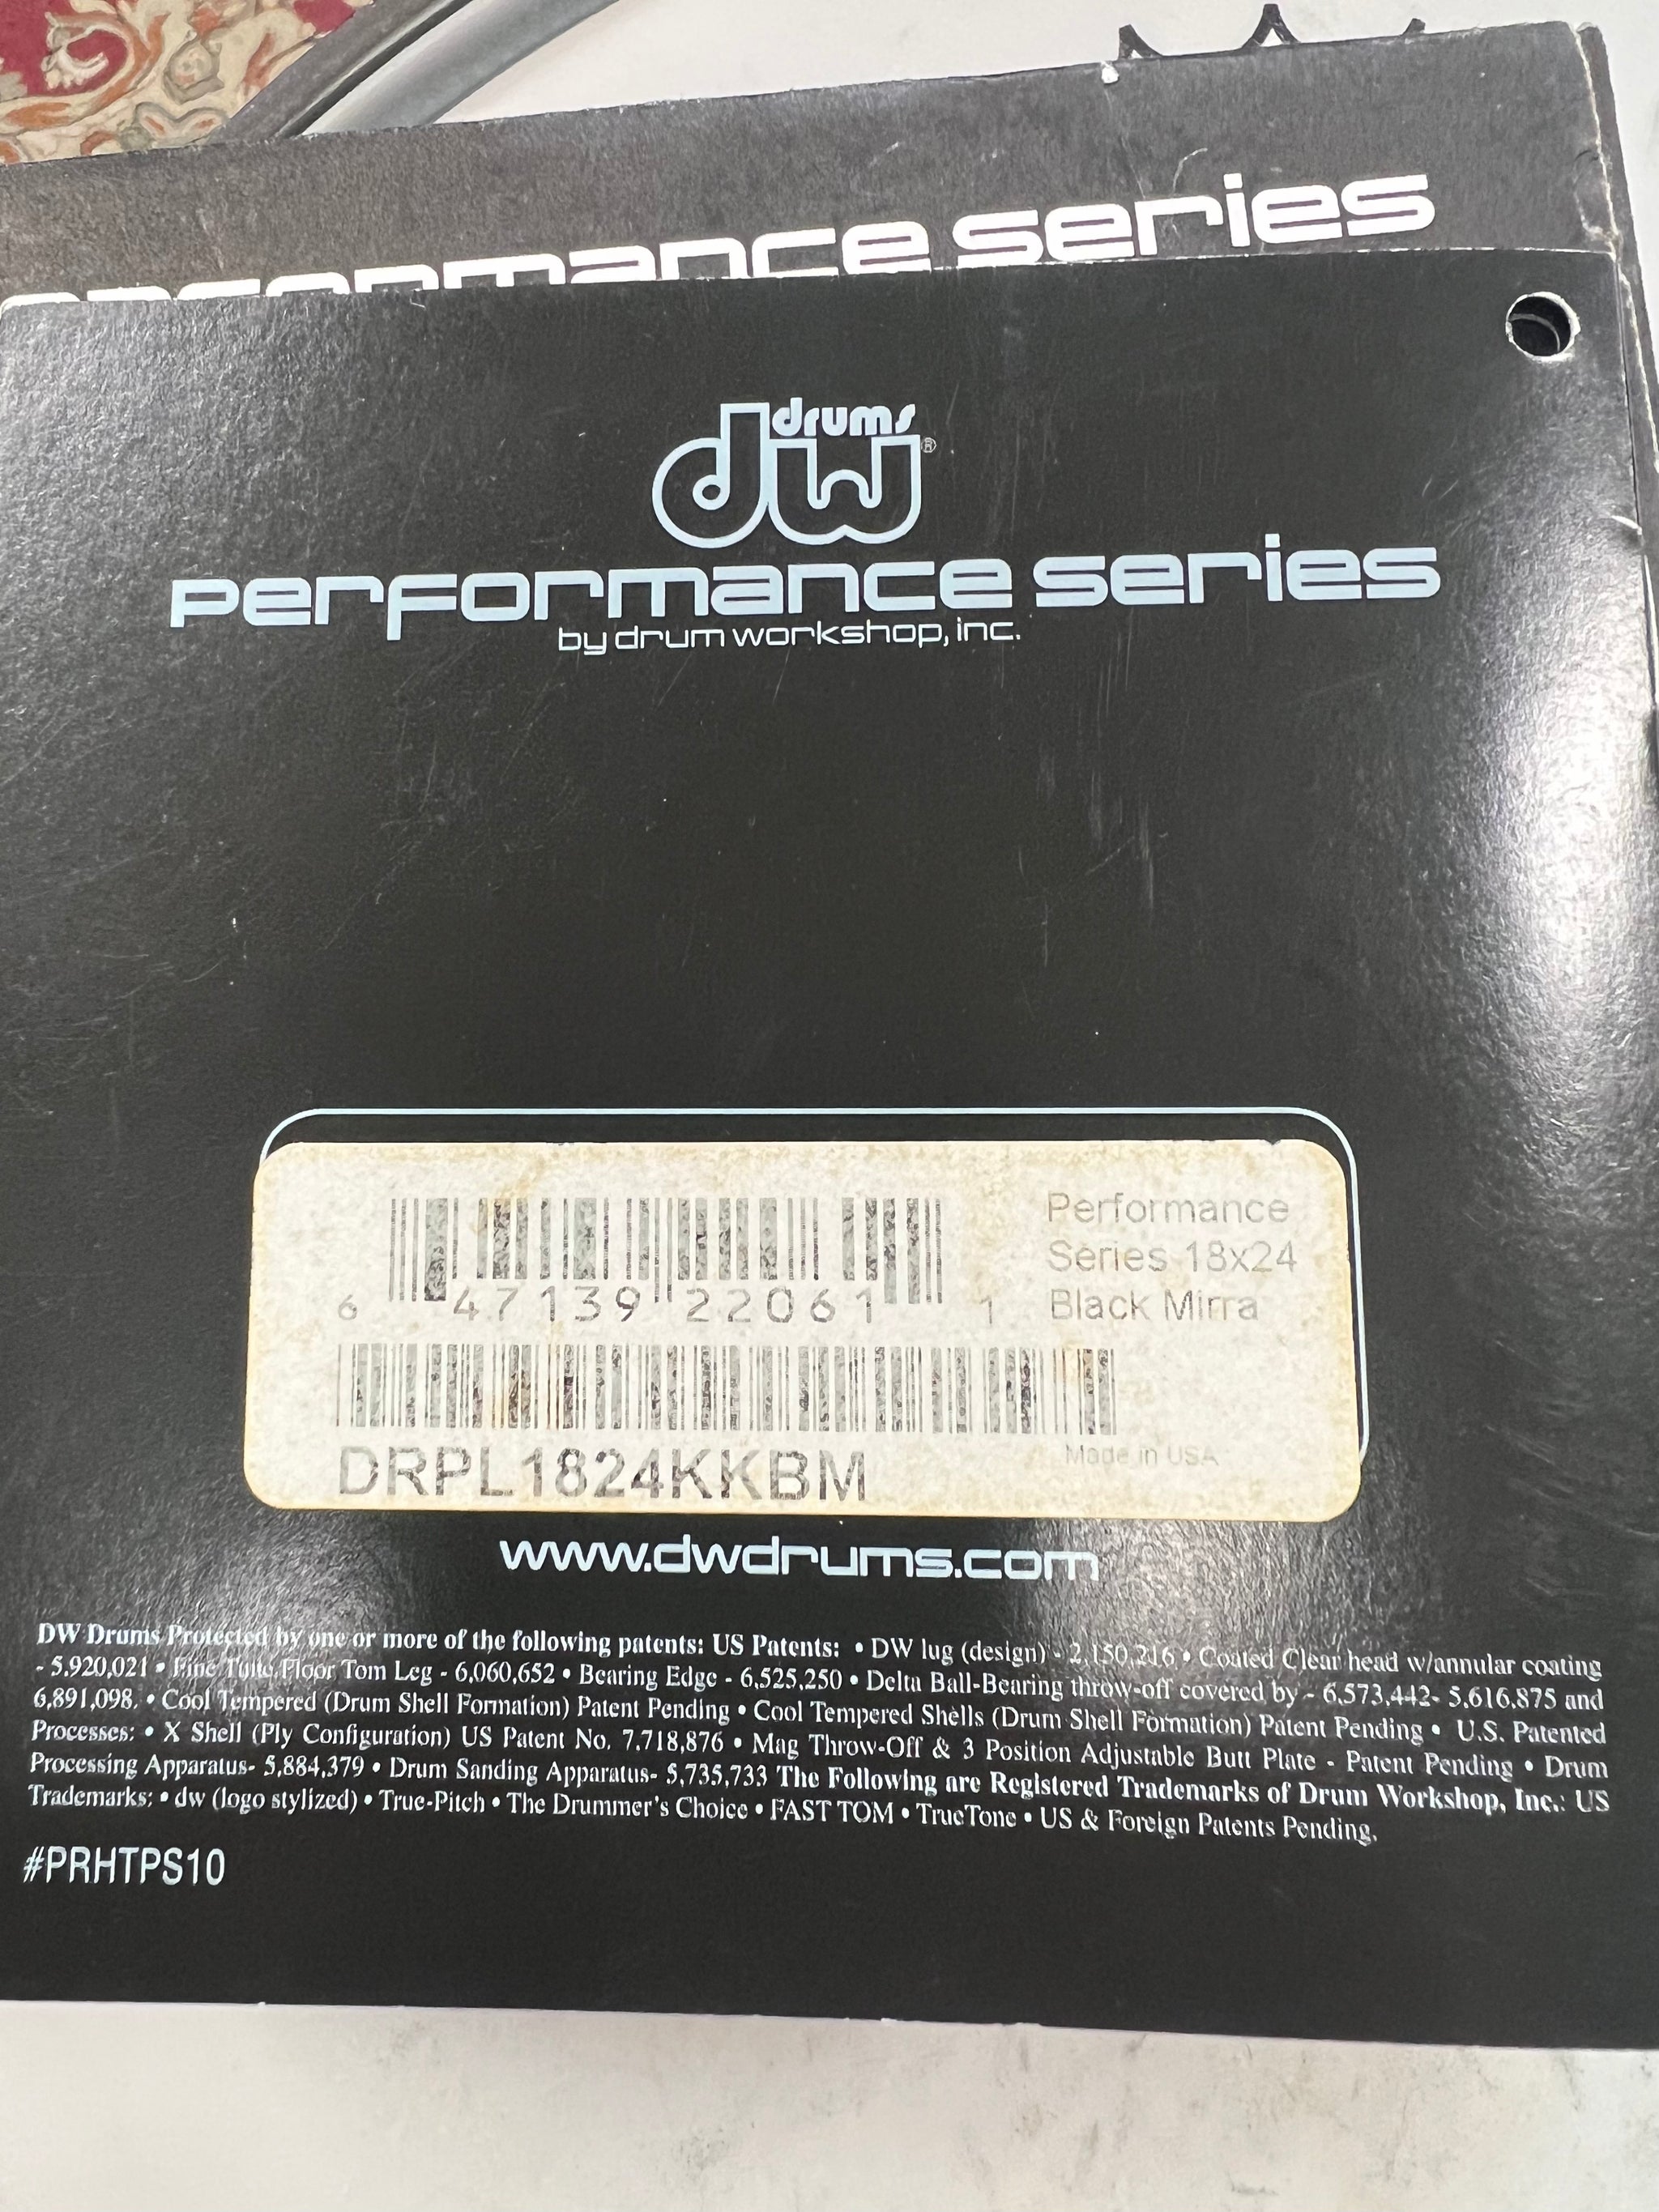 performance series
drums
dw®
performance series
by drum workshop, inc.
Performance
Series 18x24
Black Mirra
6 47139 22061 1
DRPL1824KKBM
Made in USA
www.dwdrums.com
DW Drums Protected by one or more of the following patents: US Patents: • DW lug (design) - 2,150,216 • Coated Clear head w/annular coating
- 5.920,021 • Fine Tune Floor Tom Leg - 6,060,652 • Bearing Edge - 6,525,250 • Delta Ball-Bearing throw-off covered by - 6,573,442- 5,616,875 and
6,891,098. • Cool Tempered (Drum Shell Formation) Patent Pending • Cool Tempered Shells (Drum Shell Formation) Patent Pending • U.S. Patented
Processes: • X Shell (Ply Configuration) US Patent No. 7,718,876 • Mag Throw-Off & 3 Position Adjustable Butt Plate - Patent Pending • Drum
Processing Apparatus- 5,884,379 • Drum Sanding Apparatus- 5,735,733 The Following are Registered Trademarks of Drum Workshop, Inc.: US
Trademarks: • dw (logo stylized) • True-Pitch • The Drummer's Choice • FAST TOM • TrueTone • US & Foreign Patents Pending.
#PRHTPS10